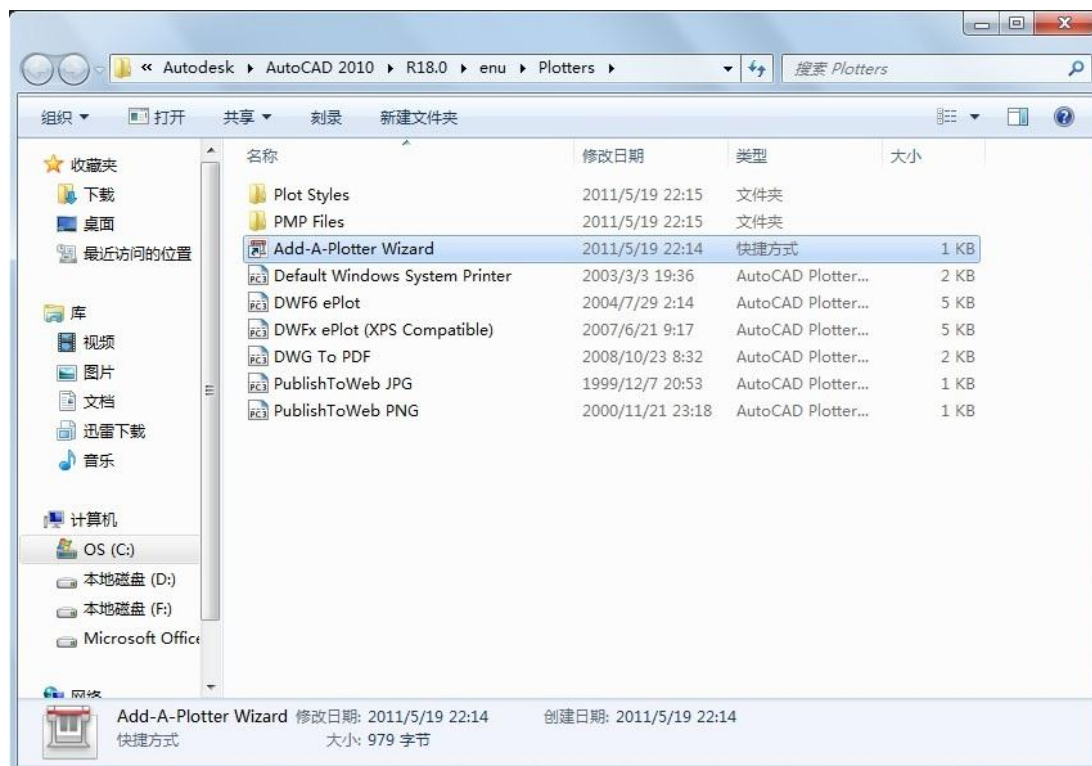 « Autodesk ▸ AutoCAD 2010 ▸ R18.0 ▸ enu ▸ Plotters ▸ 搜索 Plotters
组织 打开 共享 刻录 新建文件夹
名称 修改日期 类型 大小
收藏夹
下载
桌面
最近访问的位置
库
视频
图片
文档
迅雷下载
音乐
计算机
OS (C:)
本地磁盘 (D:)
本地磁盘 (F:)
Microsoft Office
网络
Plot Styles 2011/5/19 22:15 文件夹
PMP Files 2011/5/19 22:15 文件夹
Add-A-Plotter Wizard 2011/5/19 22:14 快捷方式 1 KB
Default Windows System Printer 2003/3/3 19:36 AutoCAD Plotter... 2 KB
DWF6 ePlot 2004/7/29 2:14 AutoCAD Plotter... 5 KB
DWFx ePlot (XPS Compatible) 2007/6/21 9:17 AutoCAD Plotter... 5 KB
DWG To PDF 2008/10/23 8:32 AutoCAD Plotter... 2 KB
PublishToWeb JPG 1999/12/7 20:53 AutoCAD Plotter... 1 KB
PublishToWeb PNG 2000/11/21 23:18 AutoCAD Plotter... 1 KB
Add-A-Plotter Wizard 修改日期: 2011/5/19 22:14 创建日期: 2011/5/19 22:14
快捷方式 大小: 979 字节